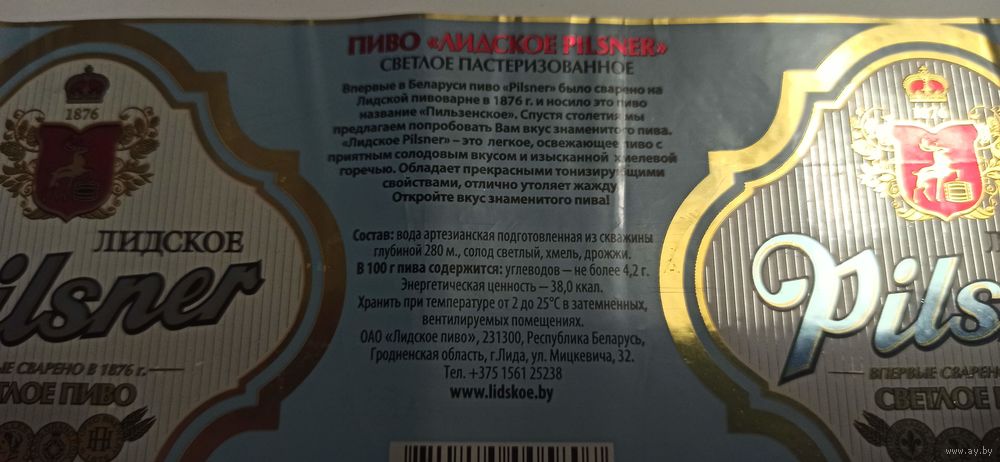 ПИВО «ЛИДСКОЕ PILSNER»
СВЕТЛОЕ ПАСТЕРИЗОВАННОЕ
Впервые в Беларуси пиво «Pilsner» было сварено на
Лидской пивоварне в 1876 г. и носило это пиво
название «Пильзенское». Спустя столетия мы
предлагаем попробовать Вам вкус знаменитого пива.
«Лидское Pilsner» – это легкое, освежающее пиво с
приятным солодовым вкусом и изысканной хмелевой
горечью. Обладает прекрасными тонизирующими
свойствами, отлично утоляет жажду
Откройте вкус знаменитого пива!
Состав: вода артезианская подготовленная из скважины
глубиной 280 м., солод светлый, хмель, дрожжи.
В 100 г пива содержится: углеводов – не более 4,2 г.
Энергетическая ценность – 38,0 ккал.
Хранить при температуре от 2 до 25°С в затемненных,
вентилируемых помещениях.
ОАО «Лидское пиво», 231300, Республика Беларусь,
Гродненская область, г.Лида, ул. Мицкевича, 32.
Тел. +375 1561 25238
www.lidskoe.by
1876
ЛИДСКОЕ
ilsner
ЫЕ СВАРЕНО В 1876 г.
ТЛОЕ ПИВО
Pils
ВПЕРВЫЕ СВАРЕНО
СВЕТЛОЕ
www.ay.by